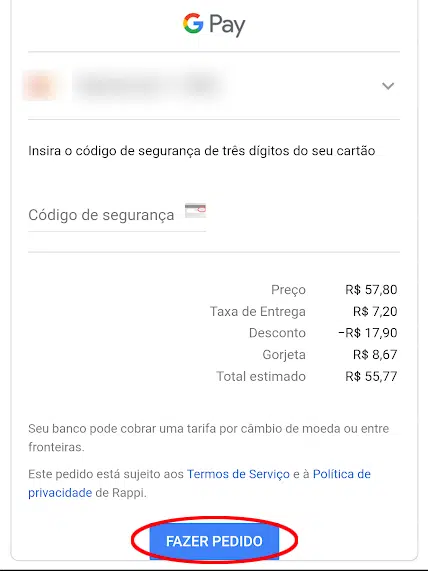 G Pay
Insira o código de segurança de três dígitos do seu cartão
Código de segurança
Preço R$ 57,80
Taxa de Entrega R$ 7,20
Desconto −R$ 17,90
Gorjeta R$ 8,67
Total estimado R$ 55,77
Seu banco pode cobrar uma tarifa por câmbio de moeda ou entre
fronteiras.
Este pedido está sujeito aos Termos de Serviço e à Política de
privacidade de Rappi.
FAZER PEDIDO